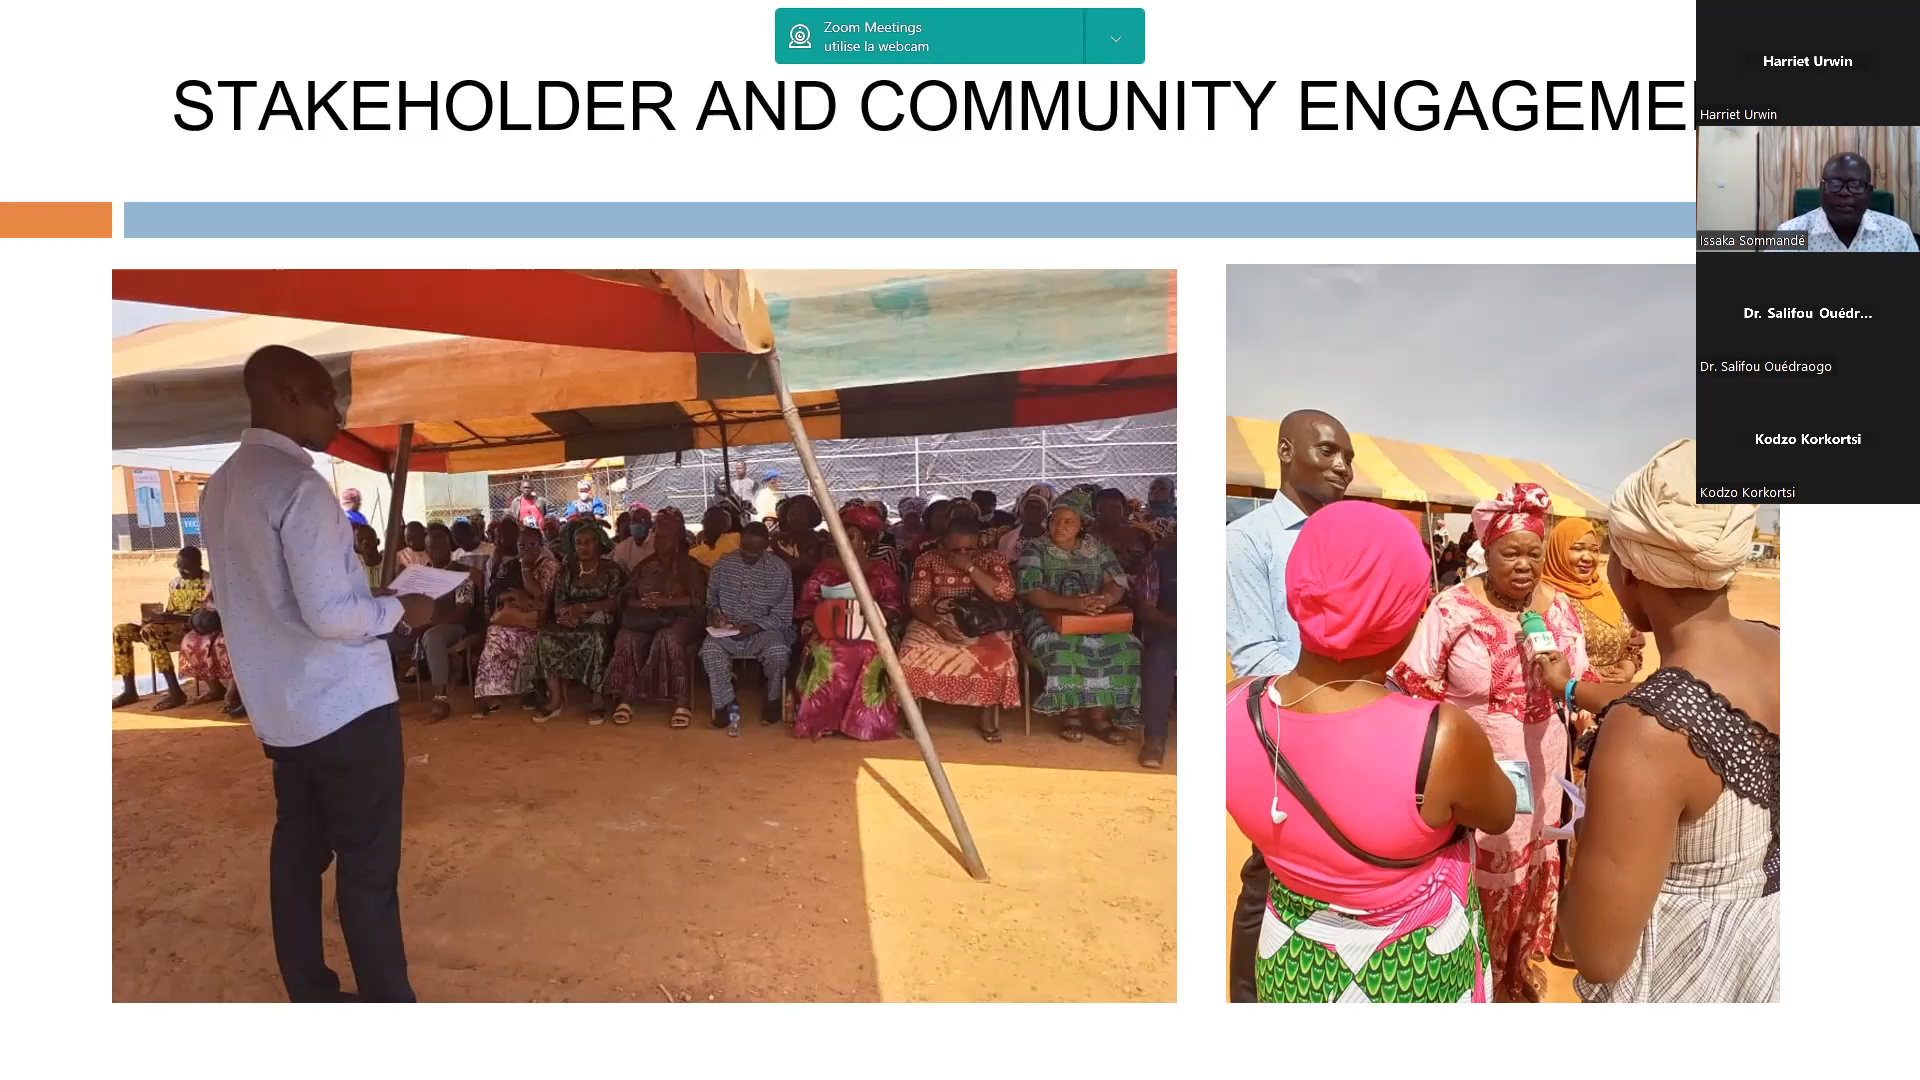 Zoom Meetings
utilise la webcam
STAKEHOLDER AND COMMUNITY ENGAGEME
Harriet Urwin
Harriet Urwin
Issaka Sommandé
Dr. Salifou Ouédr...
Dr. Salifou Ouédraogo
Kodzo Korkortsi
Kodzo Korkortsi